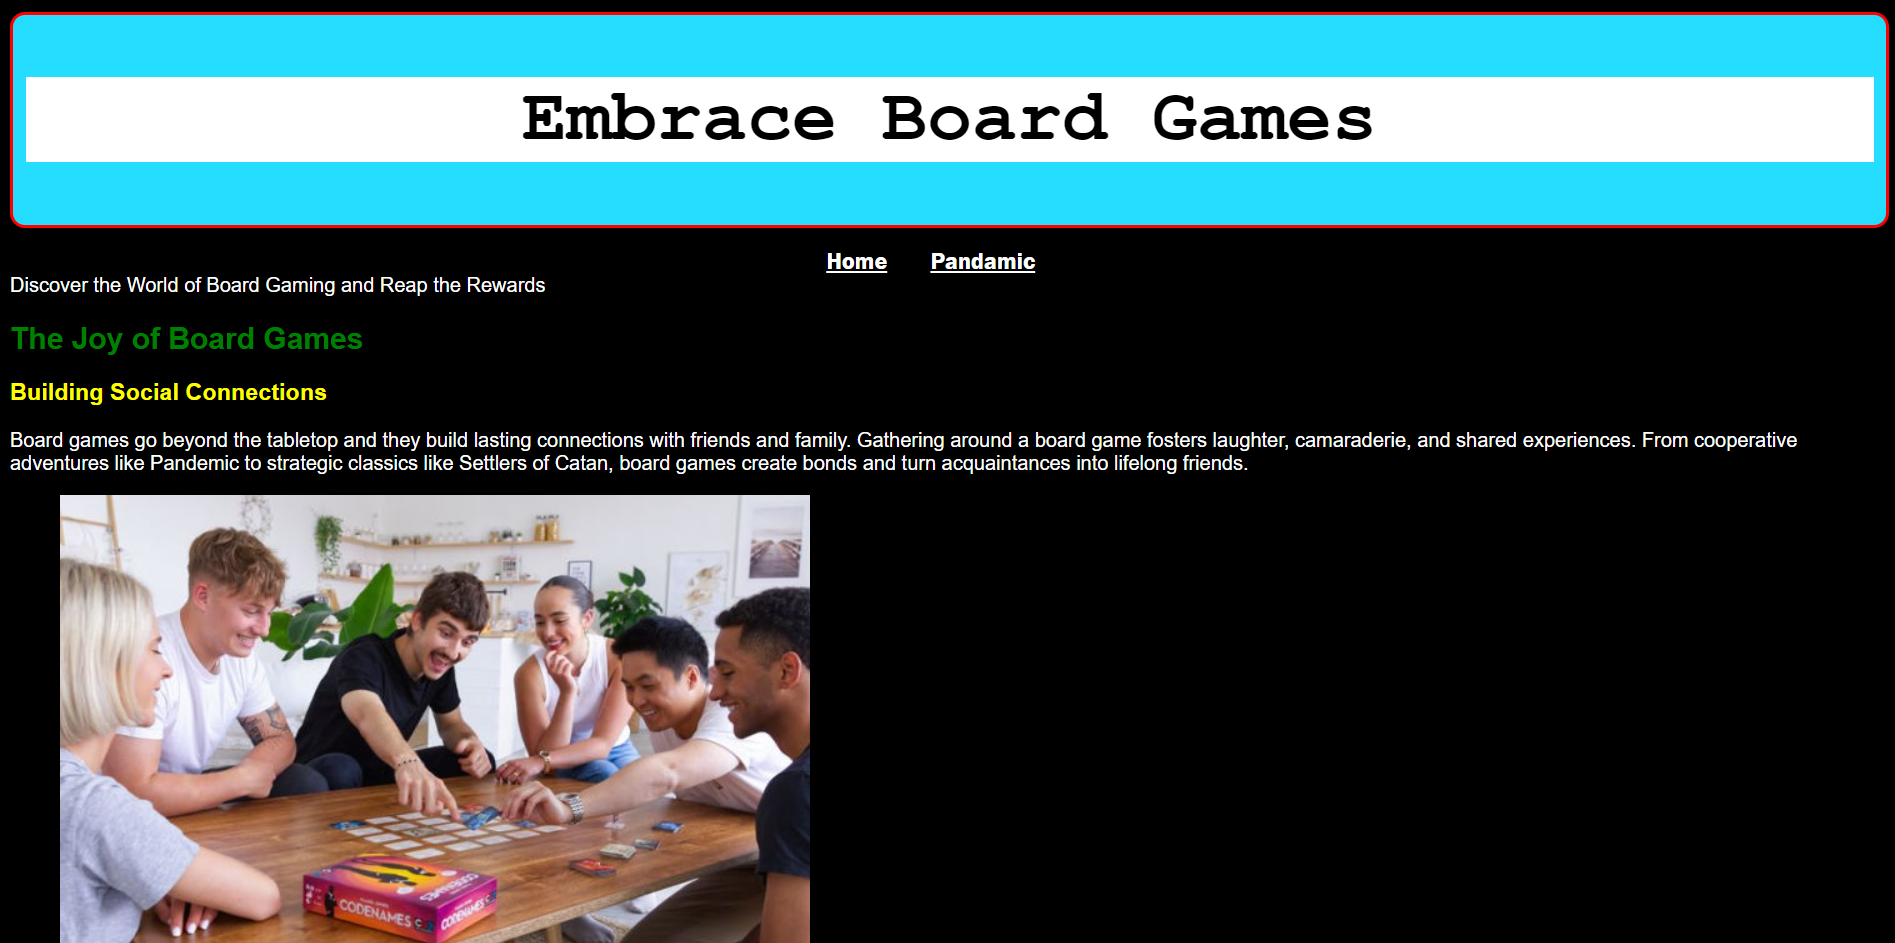 Embrace Board Games
Home Pandamic
Discover the World of Board Gaming and Reap the Rewards
The Joy of Board Games
Building Social Connections
Board games go beyond the tabletop and they build lasting connections with friends and family. Gathering around a board game fosters laughter, camaraderie, and shared experiences. From cooperative
adventures like Pandemic to strategic classics like Settlers of Catan, board games create bonds and turn acquaintances into lifelong friends.
CODENAMES
CODENAMES
CODENAMES